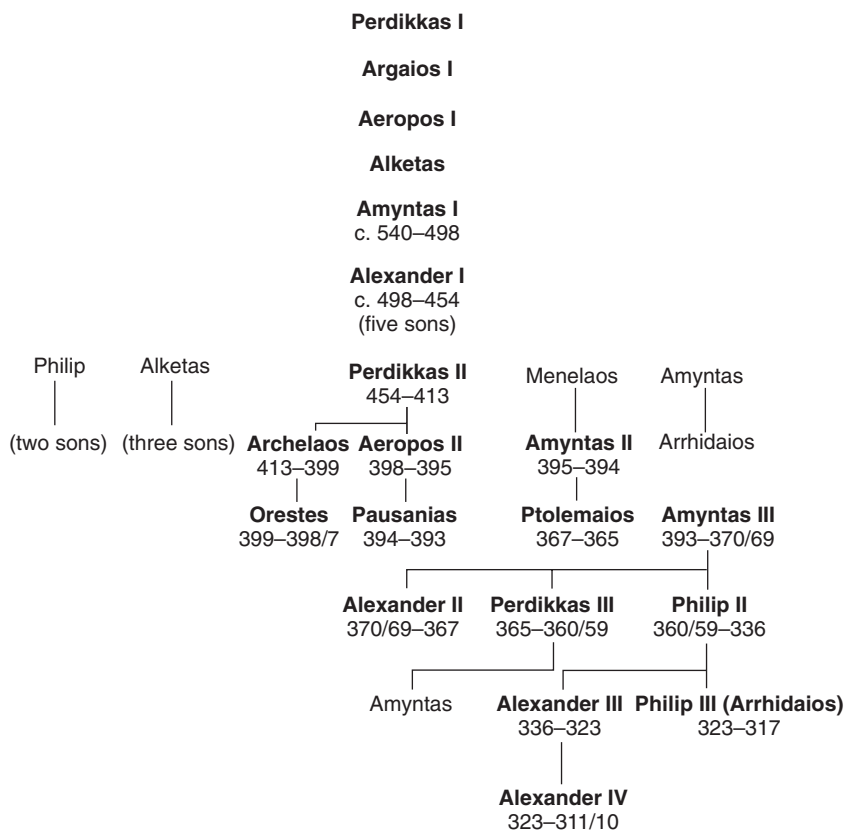 Perdikkas I
Argaios I
Aeropos I
Alketas
Amyntas I
c. 540–498
Alexander I
c. 498–454
(five sons)
Philip Alketas Perdikkas II Menelaos Amyntas
454–413
(two sons) (three sons) Archelaos Aeropos II Amyntas II Arrhidaios
413–399 398–395 395–394
Orestes Pausanias Ptolemaios Amyntas III
399–398/7 394–393 367–365 393–370/69
Alexander II Perdikkas III Philip II
370/69–367 365–360/59 360/59–336
Amyntas Alexander III Philip III (Arrhidaios)
336–323 323–317
Alexander IV
323–311/10